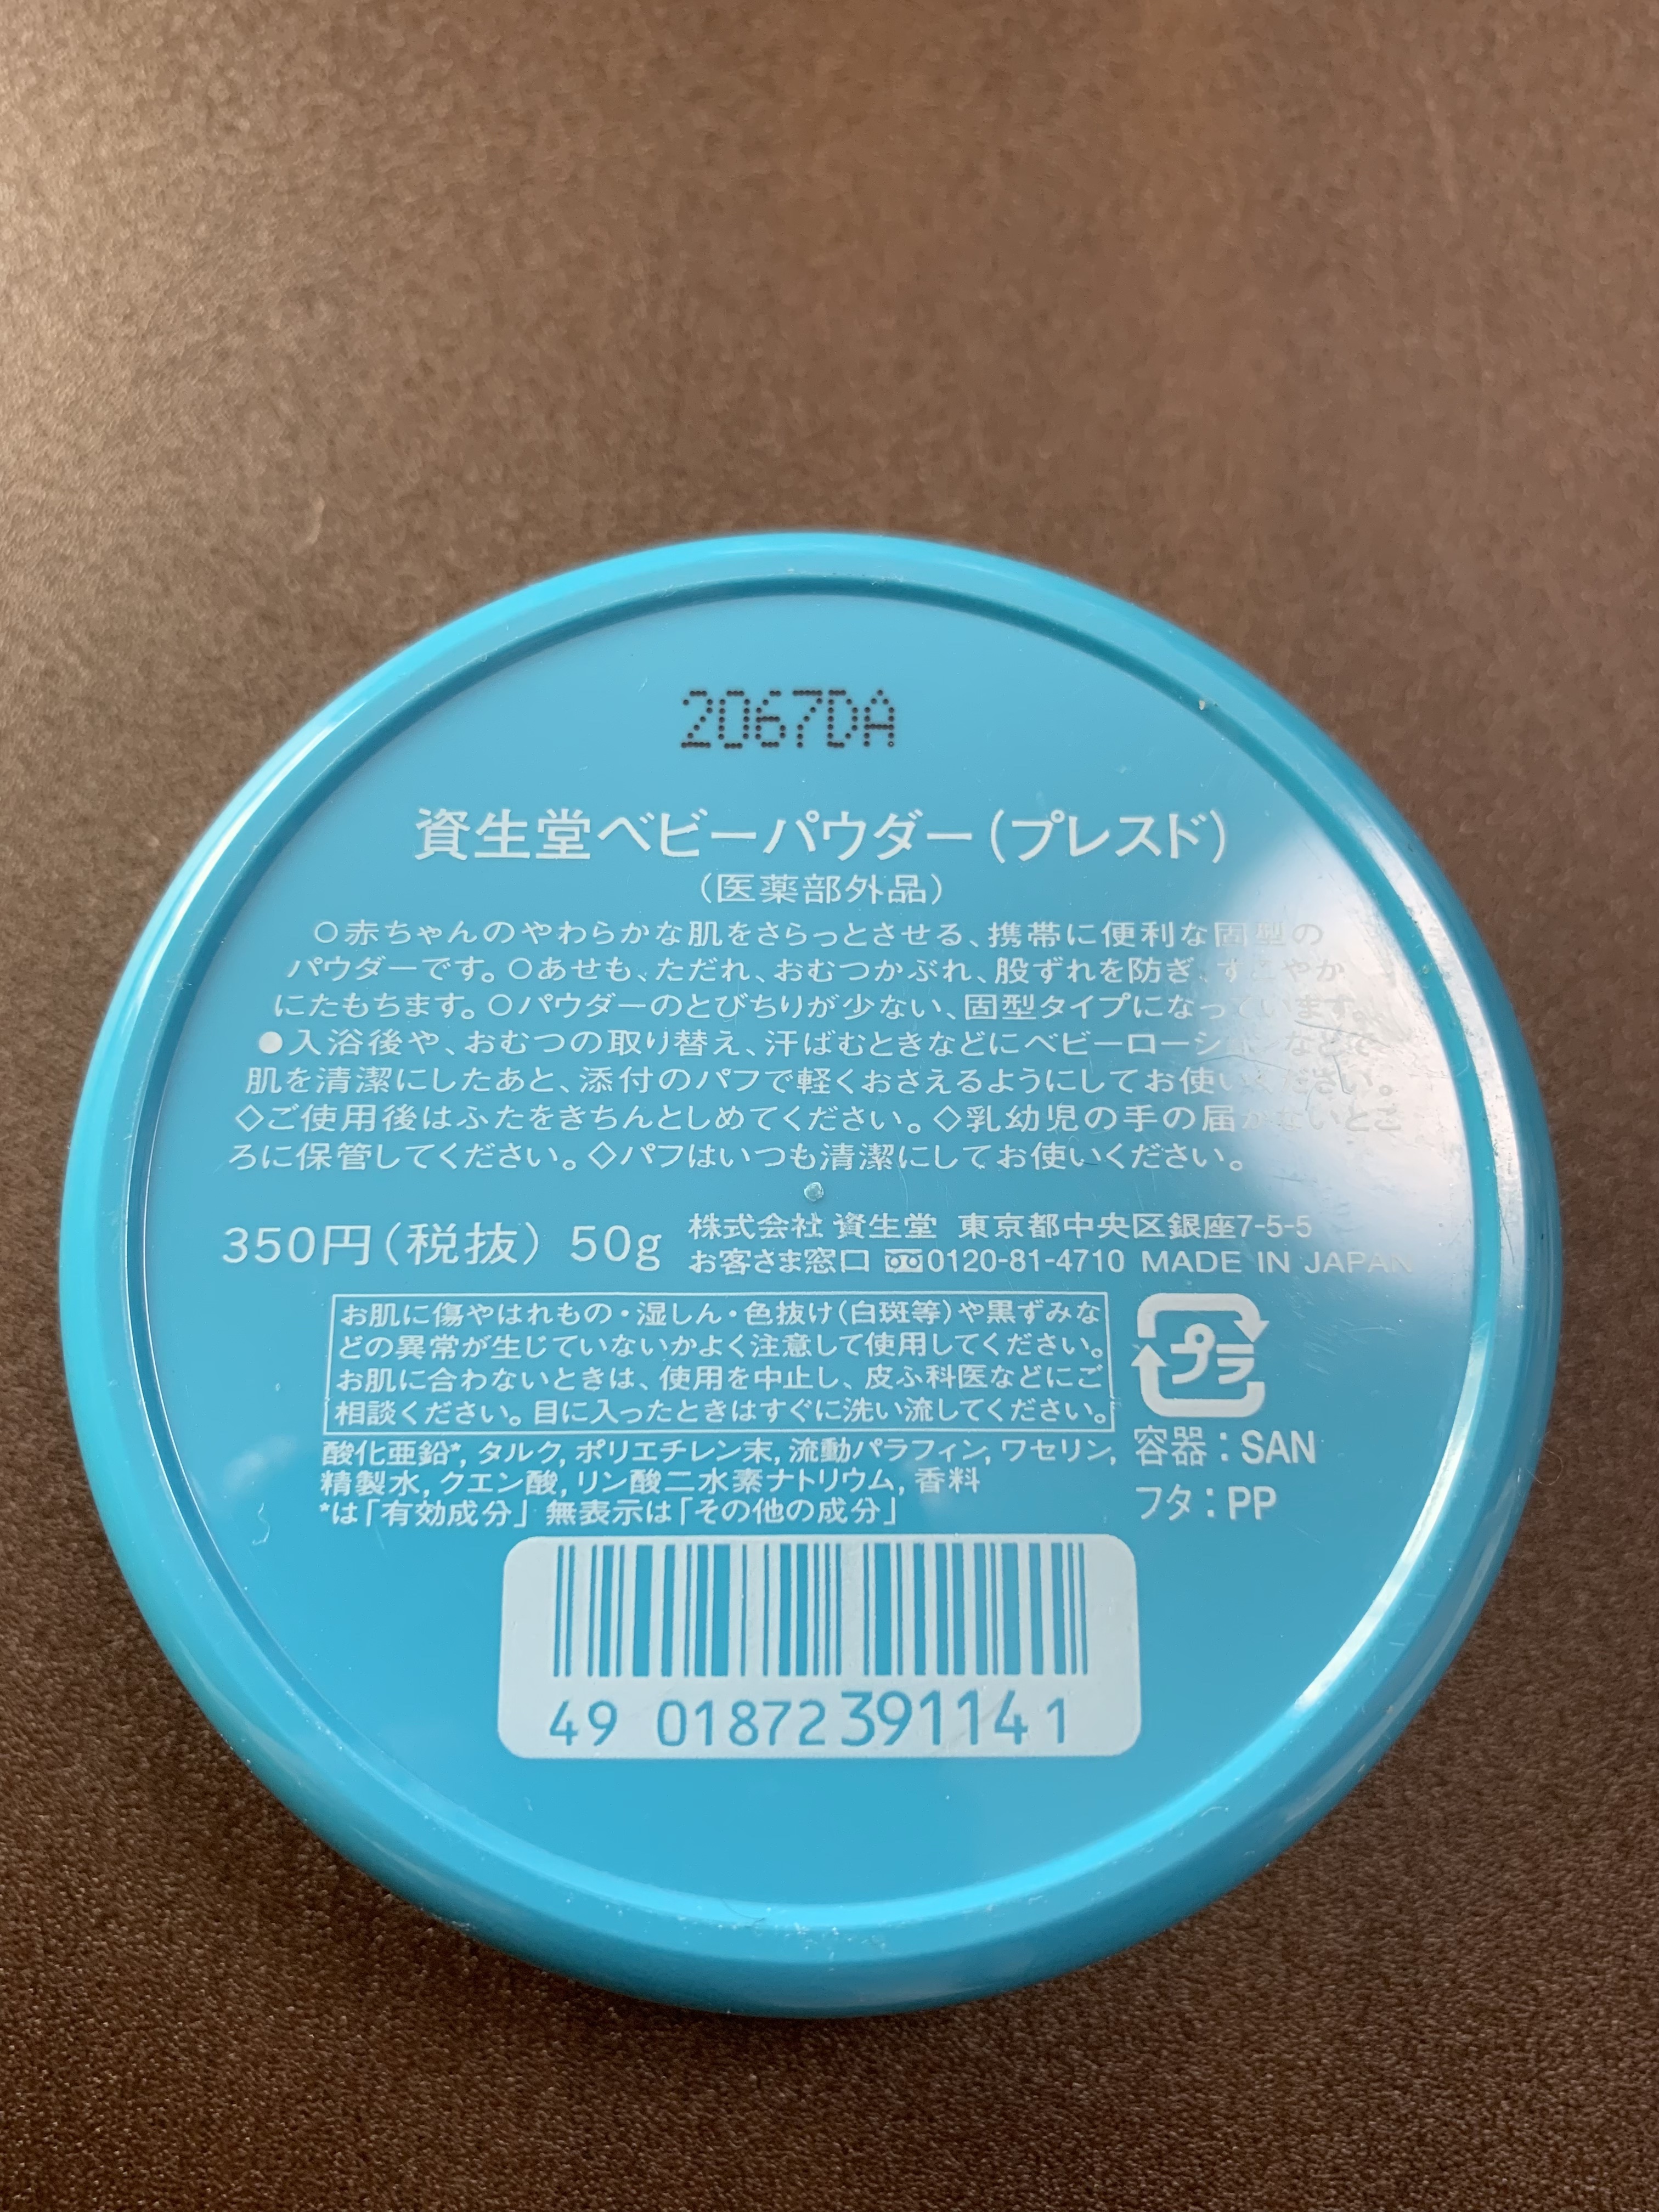 2067DA
資生堂ベビーパウダー(プレスド)
(医薬部外品)
○赤ちゃんのやわらかな肌をさらっとさせる、携帯に便利な固型の
パウダーです。○あせも、ただれ、おむつかぶれ、股ずれを防ぎ、すこやか
にたもちます。○パウダーのとびちりが少ない、固型タイプになっています。
●入浴後や、おむつの取り替え、汗ばむときなどにベビーローションなどで
肌を清潔にしたあと、添付のパフで軽くおさえるようにしてお使いください。
◇ご使用後はふたをきちんとしめてください。◇乳幼児の手の届かないとこ
ろに保管してください。◇パフはいつも清潔にしてお使いください。
350円(税抜) 50g
株式会社 資生堂 東京都中央区銀座7-5-5
お客さま窓口 0120-81-4710 MADE IN JAPAN
お肌に傷やはれもの・湿しん・色抜け(白斑等)や黒ずみな
どの異常が生じていないかよく注意して使用してください。
お肌に合わないときは、使用を中止し、皮ふ科医などにご
相談ください。目に入ったときはすぐに洗い流してください。
プラ
容器:SAN
フタ:PP
酸化亜鉛*, タルク, ポリエチレン末, 流動パラフィン, ワセリン,
精製水, クエン酸, リン酸二水素ナトリウム, 香料
*は「有効成分」 無表示は「その他の成分」
49 01872 39114 1